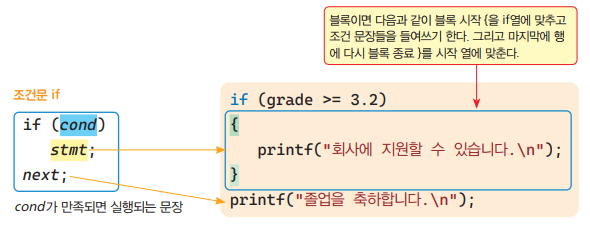 블록이면 다음과 같이 블록 시작 {을 if열에 맞추고
조건 문장들을 들여쓰기 한다. 그리고 마지막에 행
에 다시 블록 종료 }를 시작 열에 맞춘다.
조건문 if
if (cond)
stmt;
next;
cond가 만족되면 실행되는 문장
if (grade >= 3.2)
{
printf("회사에 지원할 수 있습니다.\n");
}
printf("졸업을 축하합니다.\n");